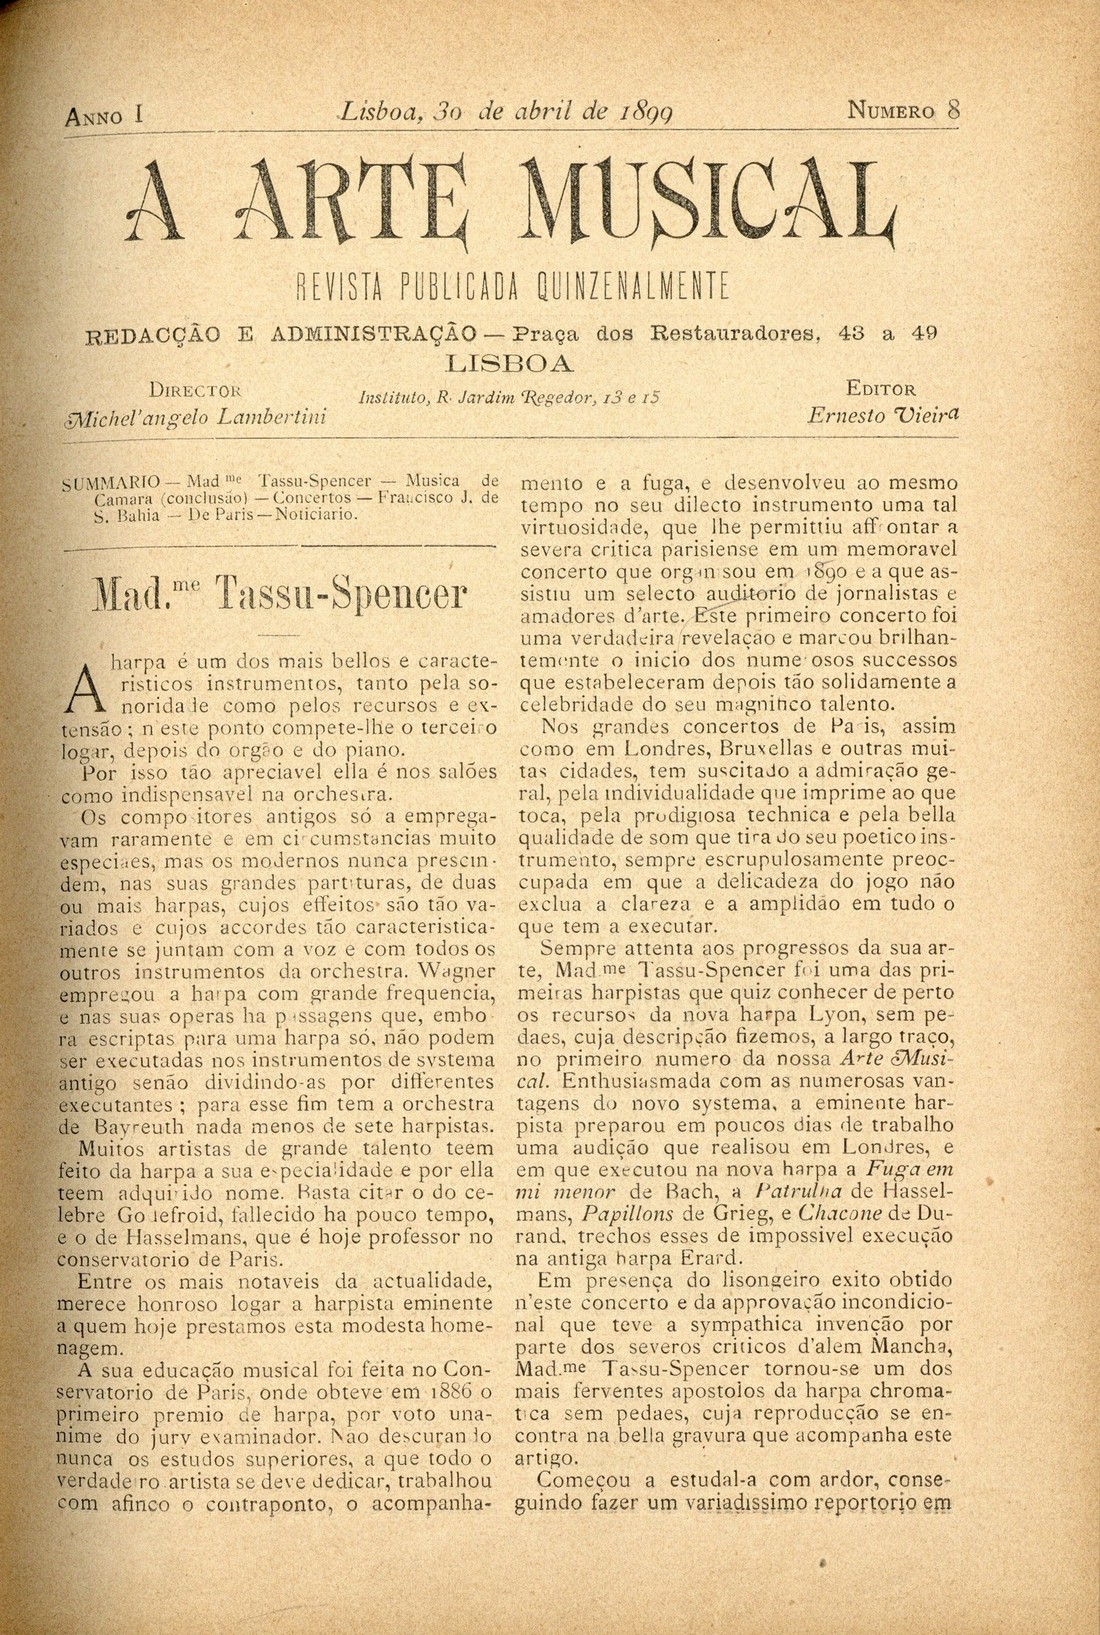 ANNO I
Lisboa, 30 de abril de 1899
NUMERO 8
A ARTE MUSICAL
REVISTA PUBLICADA QUINZENALMENTE
REDACÇÃO E ADMINISTRAÇÃO — Praça dos Restauradores, 43 a 49
LISBOA
DIRECTOR
Michel'angelo Lambertini
Instituto, R. Jardim Regedor, 13 e 15
EDITOR
Ernesto Vieira
SUMMARIO — Mad me Tassu-Spencer — Musica de
Camara (conclusão) — Concertos — Francisco J. de
S. Bahia — De Paris — Noticiario.
Mad.me Tassu-Spencer
A harpa é um dos mais bellos e caracte-
risticos instrumentos, tanto pela so-
noridade como pelos recursos e ex-
tensão; n'este ponto compete-lhe o terceiro
logar, depois do orgão e do piano.
Por isso tão apreciavel ella é nos salões
como indispensavel na orchestra.
Os compositores antigos só a emprega-
vam raramente e em circumstancias muito
especiaes, mas os modernos nunca prescin-
dem, nas suas grandes partituras, de duas
ou mais harpas, cujos effeitos são tão va-
riados e cujos accordes tão caracteristica-
mente se juntam com a voz e com todos os
outros instrumentos da orchestra. Wagner
empregou a harpa com grande frequencia,
e nas suas operas ha passagens que, embo-
ra escriptas para uma harpa só, não podem
ser executadas nos instrumentos de systema
antigo senão dividindo-as por differentes
executantes; para esse fim tem a orchestra
de Bayreuth nada menos de sete harpistas.
Muitos artistas de grande talento teem
feito da harpa a sua especialidade e por ella
teem adquirido nome. Basta citar o do ce-
lebre Godefroid, fallecido ha pouco tempo,
e o de Hasselmans, que é hoje professor no
conservatorio de Paris.
Entre os mais notaveis da actualidade,
merece honroso logar a harpista eminente
a quem hoje prestamos esta modesta home-
nagem.
A sua educação musical foi feita no Con-
servatorio de Paris, onde obteve em 1886 o
primeiro premio de harpa, por voto una-
nime do jury examinador. Não descurando
nunca os estudos superiores, a que todo o
verdadeiro artista se deve dedicar, trabalhou
com afinco o contraponto, o acompanha-
mento e a fuga, e desenvolveu ao mesmo
tempo no seu dilecto instrumento uma tal
virtuosidade, que lhe permittiu affrontar a
severa critica parisiense em um memoravel
concerto que organisou em 1890 e a que as-
sistiu um selecto auditorio de jornalistas e
amadores d'arte. Este primeiro concerto foi
uma verdadeira revelação e marcou brilhan-
temente o inicio dos numerosos successos
que estabeleceram depois tão solidamente a
celebridade do seu magnifico talento.
Nos grandes concertos de Paris, assim
como em Londres, Bruxellas e outras mui-
tas cidades, tem suscitado a admiração ge-
ral, pela individualidade que imprime ao que
toca, pela prodigiosa technica e pela bella
qualidade de som que tira do seu poetico ins-
trumento, sempre escrupulosamente preoc-
cupada em que a delicadeza do jogo não
exclua a clareza e a amplidão em tudo o
que tem a executar.
Sempre attenta aos progressos da sua ar-
te, Mad.me Tassu-Spencer foi uma das pri-
meiras harpistas que quiz conhecer de perto
os recursos da nova harpa Lyon, sem pe-
daes, cuja descripção fizemos, a largo traço,
no primeiro numero da nossa Arte Musi-
cal. Enthusiasmada com as numerosas van-
tagens do novo systema, a eminente har-
pista preparou em poucos dias de trabalho
uma audição que realisou em Londres, e
em que executou na nova harpa a Fuga em
mi menor de Bach, a Patrulha de Hassel-
mans, Papillons de Grieg, e Chacone de Du-
rand, trechos esses de impossivel execução
na antiga harpa Erard.
Em presença do lisongeiro exito obtido
n'este concerto e da approvação incondicio-
nal que teve a sympathica invenção por
parte dos severos criticos d'alem Mancha,
Mad.me Tassu-Spencer tornou-se um dos
mais ferventes apostolos da harpa chroma-
tica sem pedaes, cuja reproducção se en-
contra na bella gravura que acompanha este
artigo.
Começou a estudal-a com ardor, conse-
guindo fazer um variadissimo reportorio em